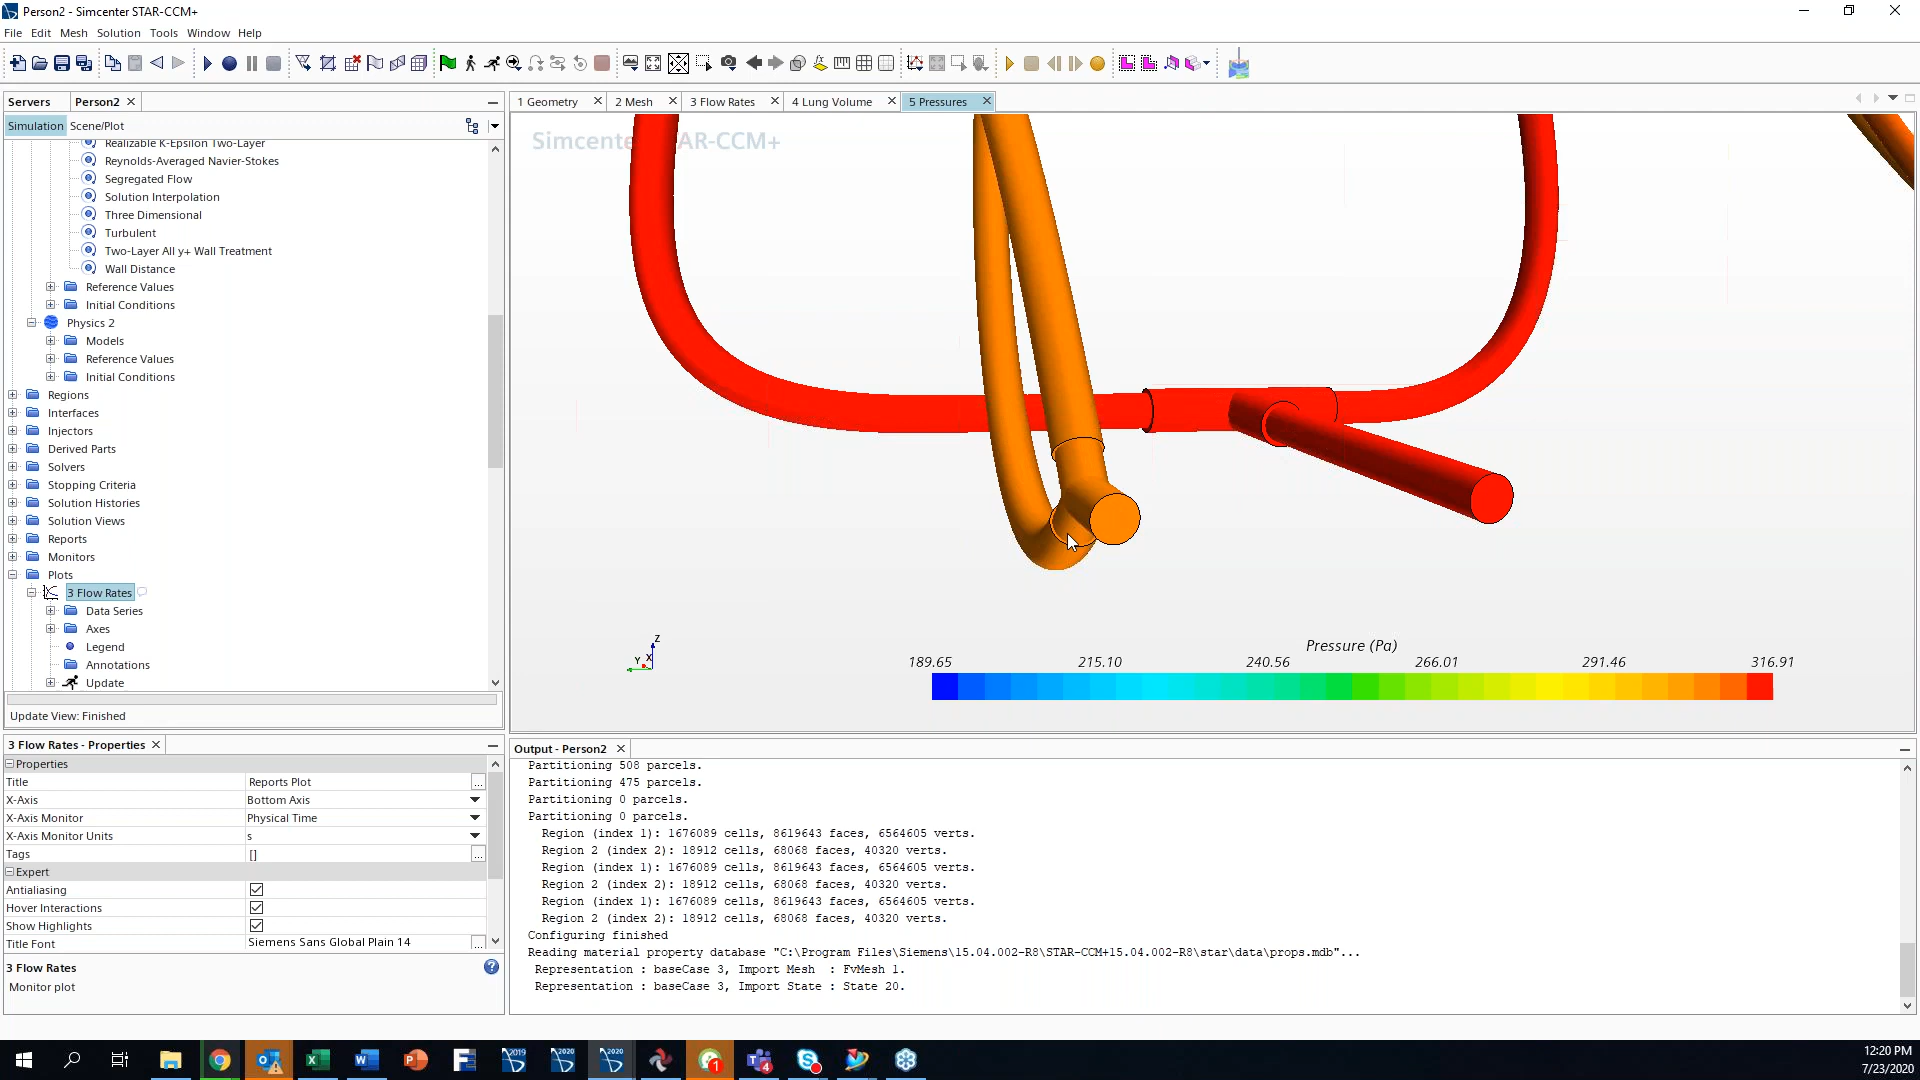 Person2 - Simcenter STAR-CCM+
File Edit Mesh Solution Tools Window Help
Servers Person2
Simulation Scene/Plot
Realizable K-Epsilon Two-Layer
Reynolds-Averaged Navier-Stokes
Segregated Flow
Solution Interpolation
Three Dimensional
Turbulent
Two-Layer All y+ Wall Treatment
Wall Distance
Reference Values
Initial Conditions
Physics 2
Models
Reference Values
Initial Conditions
Regions
Interfaces
Injectors
Derived Parts
Solvers
Stopping Criteria
Solution Histories
Solution Views
Reports
Monitors
Plots
3 Flow Rates
Data Series
Axes
Legend
Annotations
Update
Update View: Finished
3 Flow Rates - Properties
Properties
Title Reports Plot
X-Axis Bottom Axis
X-Axis Monitor Physical Time
X-Axis Monitor Units s
Tags []
Expert
Antialiasing
Hover Interactions
Show Highlights
Title Font Siemens Sans Global Plain 14
3 Flow Rates
Monitor plot
1 Geometry 2 Mesh 3 Flow Rates 4 Lung Volume 5 Pressures
Simcente AR-CCM+
Z
Y X
Pressure (Pa)
189.65 215.10 240.56 266.01 291.46 316.91
Output - Person2
Partitioning 508 parcels.
Partitioning 475 parcels.
Partitioning 0 parcels.
Partitioning 0 parcels.
Region (index 1): 1676089 cells, 8619643 faces, 6564605 verts.
Region 2 (index 2): 18912 cells, 68068 faces, 40320 verts.
Region (index 1): 1676089 cells, 8619643 faces, 6564605 verts.
Region 2 (index 2): 18912 cells, 68068 faces, 40320 verts.
Region (index 1): 1676089 cells, 8619643 faces, 6564605 verts.
Region 2 (index 2): 18912 cells, 68068 faces, 40320 verts.
Configuring finished
Reading material property database "C:\Program Files\Siemens\15.04.002-R8\STAR-CCM+15.04.002-R8\star\data\props.mdb"...
Representation : baseCase 3, Import Mesh : FvMesh 1.
Representation : baseCase 3, Import State : State 20.
2019 2020 2020 1 4
12:20 PM
7/23/2020